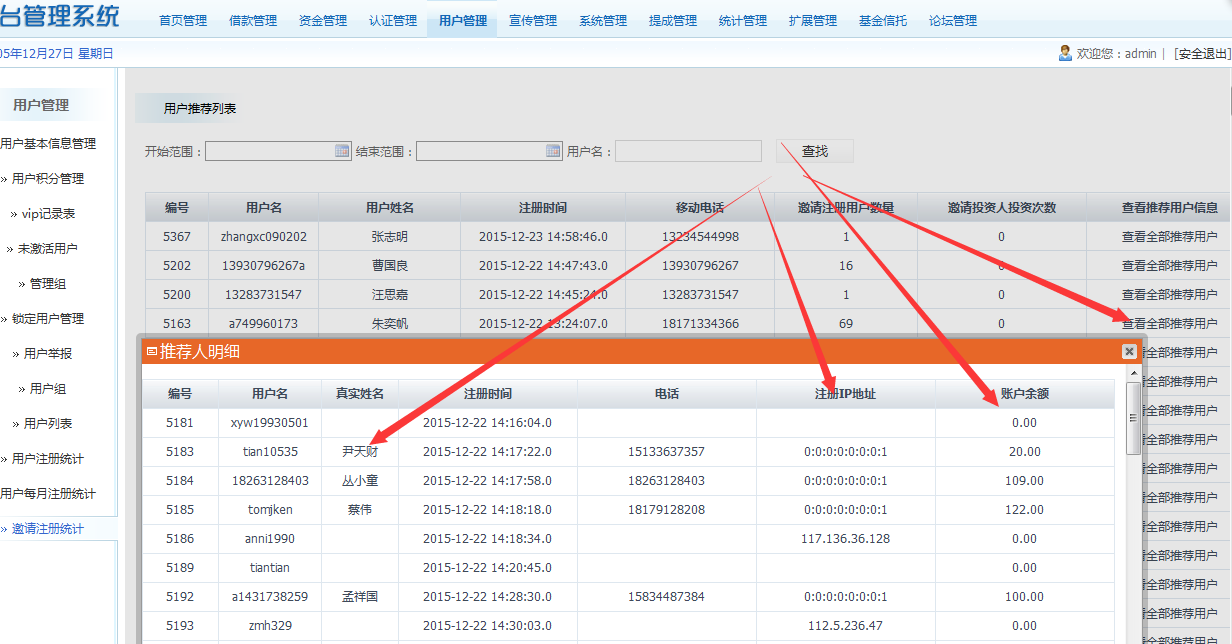 台管理系统
首页管理 借款管理 资金管理 认证管理 用户管理 宣传管理 系统管理 提成管理 统计管理 扩展管理 基金信托 论坛管理
05年12月27日 星期日
欢迎您：admin | [安全退出]
用户管理
用户基本信息管理
» 用户积分管理
» vip记录表
» 未激活用户
» 管理组
» 锁定用户管理
» 用户举报
» 用户组
» 用户列表
» 用户注册统计
用户每月注册统计
» 邀请注册统计
用户推荐列表
开始范围： 结束范围： 用户名： 查找
编号 用户名 用户姓名 注册时间 移动电话 邀请注册用户数量 邀请投资人投资次数 查看推荐用户信息
5367 zhangxc090202 张志明 2015-12-23 14:58:46.0 13234544998 1 0 查看全部推荐用户
5202 13930796267a 曹国良 2015-12-22 14:47:43.0 13930796267 16 0 查看全部推荐用户
5200 13283731547 汪思嘉 2015-12-22 14:45:24.0 13283731547 1 0 查看全部推荐用户
5163 a749960173 朱奕帆 2015-12-22 13:24:07.0 18171334366 69 0 查看全部推荐用户
推荐人明细
编号 用户名 真实姓名 注册时间 电话 注册IP地址 账户余额
5181 xyw19930501 2015-12-22 14:16:04.0 0.00
5183 tian10535 尹天财 2015-12-22 14:17:22.0 15133637357 0:0:0:0:0:0:0:1 20.00
5184 18263128403 丛小童 2015-12-22 14:17:58.0 18263128403 0:0:0:0:0:0:0:1 109.00
5185 tomjken 蔡伟 2015-12-22 14:18:18.0 18179128208 0:0:0:0:0:0:0:1 122.00
5186 anni1990 2015-12-22 14:18:34.0 117.136.36.128 0.00
5189 tiantian 2015-12-22 14:20:45.0 0.00
5192 a1431738259 孟祥国 2015-12-22 14:28:30.0 15834487384 0:0:0:0:0:0:0:1 100.00
5193 zmh329 2015-12-22 14:30:03.0 112.5.236.47 0.00
看全部推荐用户
看全部推荐用户
看全部推荐用户
看全部推荐用户
看全部推荐用户
看全部推荐用户
看全部推荐用户
看全部推荐用户
看全部推荐用户
看全部推荐用户
看全部推荐用户